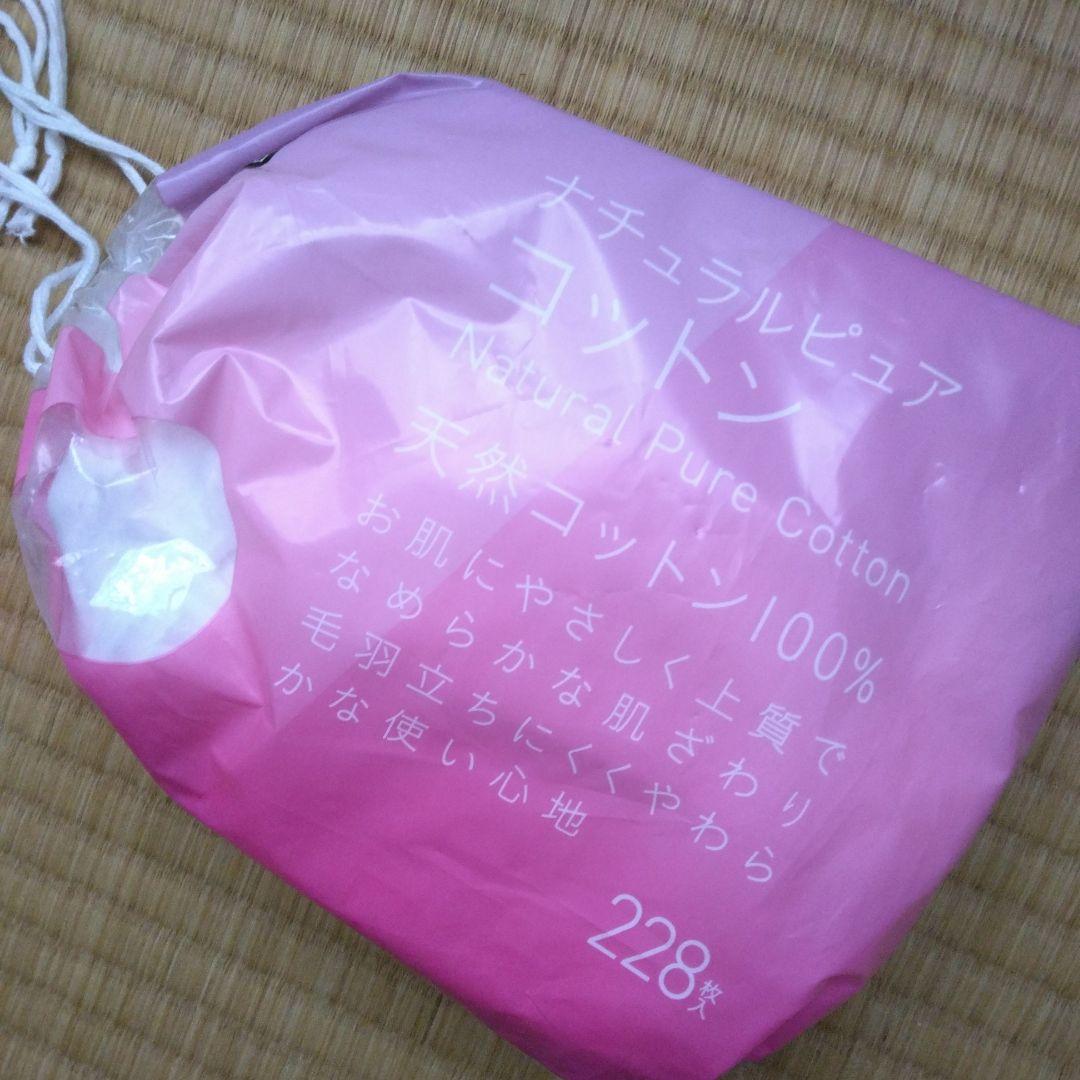 ナチュラルピュア
コットン
Natural Pure Cotton
天然コットン100%
お肌にやさしく上質で
なめらかな肌ざわり
毛羽立ちにくくやわら
かな使い心地
228枚入